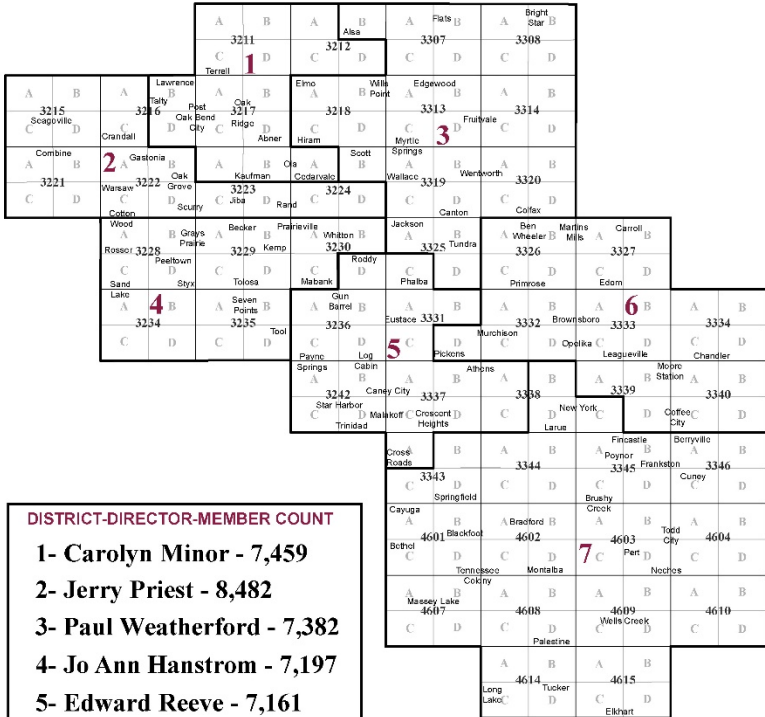 A B A B Alsa Flats A B Bright Star A B
3211 3212 3307 3308
C D C D C D C D
Terrell 1
Lawrence Elmo Wills Point Edgewood
A B A B Talty Post Oak Bend City Oak Ridge A B A B A B A B
3215 3216 3217 3218 3313 3314
Seagoville Fruitvale
C D C D C D C D C D C D
Crandall Abner Hiram Myrtle Springs 3
Combine 2 Gastonia Ola Scott
A B A B Oak Grove Kaufman Cedarvale Wallace Wentworth A B A B
3221 3222 3223 3224 3319 3320
Warsaw Jiba
C D C D C D C D C D C D
Cotton Wood Scurry Rand Canton Colfax
Becker Prairieville Jackson Ben Wheeler Martins Mills Carroll
A B Grays Prairie A B Whitton A B A B A B A B
Rosser 3228 3229 Kemp 3230 3325 Tundra 3326 3327
Peeltown Roddy
C D C D C D C D C D C D
Sand Lake Styx Tolosa Mabank Phalba Primrose Edom
4 Seven Points Gun Barrel 6
A B A B A B Eustace A B A B Brownsboro A B A B
3234 3235 3236 3331 3332 3333 3334
Tool Murchison Opelika
C D C D C D 5 C D C D C D C D
Payne Springs Log Cabin Pickens Leagueville Chandler
Athens Moore Station
A B Caney City A B A B A B A B
3242 3337 3338 3339 3340
Star Harbor New York
C D Malakoff Crescent Heights C D C D C D Coffee City C D
Trinidad Larue
Cross Roads Fincastle Berryville
A B A B A Poynor B A B
3343 3344 3345 Frankston 3346
Cuney
C D C D C D C D
Springfield Brushy Creek
Cayuga Bradford Todd City
A B A B A B A B
4601 Blackfoot 4602 4603 4604
Bethel Pert
C D C D 7 C D C D
Tennessee Colony Montalba Neches
A B A B A B A B
Massey Lake
4607 4608 4609 4610
Wells Creek
C D C D C D C D
Palestine
A B A B
4614 4615
Long Lake C Tucker D C D
Elkhart
DISTRICT-DIRECTOR-MEMBER COUNT
1- Carolyn Minor - 7,459
2- Jerry Priest - 8,482
3- Paul Weatherford - 7,382
4- Jo Ann Hanstrom - 7,197
5- Edward Reeve - 7,161